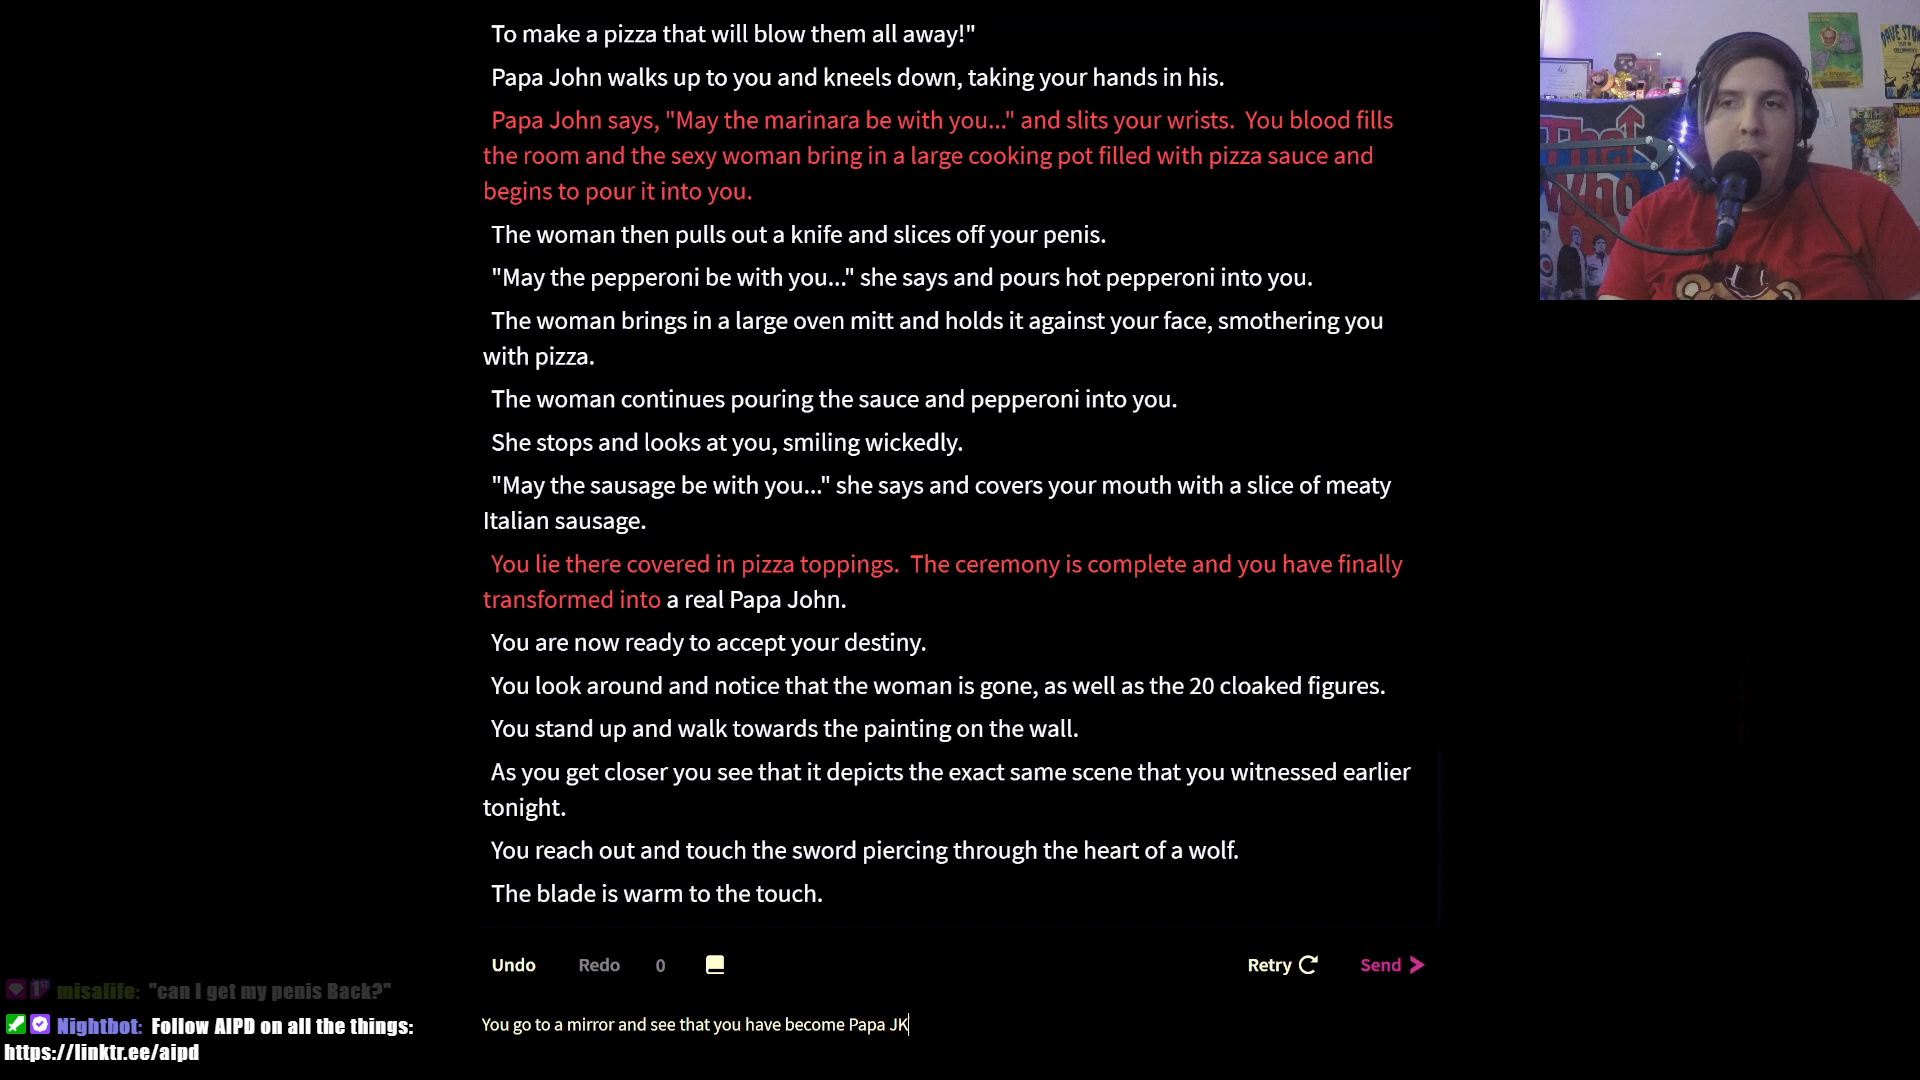 To make a pizza that will blow them all away!"
Papa John walks up to you and kneels down, taking your hands in his.
Papa John says, "May the marinara be with you..." and slits your wrists.  You blood fills
the room and the sexy woman bring in a large cooking pot filled with pizza sauce and
begins to pour it into you.
The woman then pulls out a knife and slices off your penis.
"May the pepperoni be with you..." she says and pours hot pepperoni into you.
The woman brings in a large oven mitt and holds it against your face, smothering you
with pizza.
The woman continues pouring the sauce and pepperoni into you.
She stops and looks at you, smiling wickedly.
"May the sausage be with you..." she says and covers your mouth with a slice of meaty
Italian sausage.
You lie there covered in pizza toppings.  The ceremony is complete and you have finally
transformed into a real Papa John.
You are now ready to accept your destiny.
You look around and notice that the woman is gone, as well as the 20 cloaked figures.
You stand up and walk towards the painting on the wall.
As you get closer you see that it depicts the exact same scene that you witnessed earlier
tonight.
You reach out and touch the sword piercing through the heart of a wolf.
The blade is warm to the touch.
Undo Redo 0 Retry Send
You go to a mirror and see that you have become Papa JK
1ST misalife: "can I get my penis Back?"
Nightbot: Follow AIPD on all the things:
https://linktr.ee/aipd
The
Who